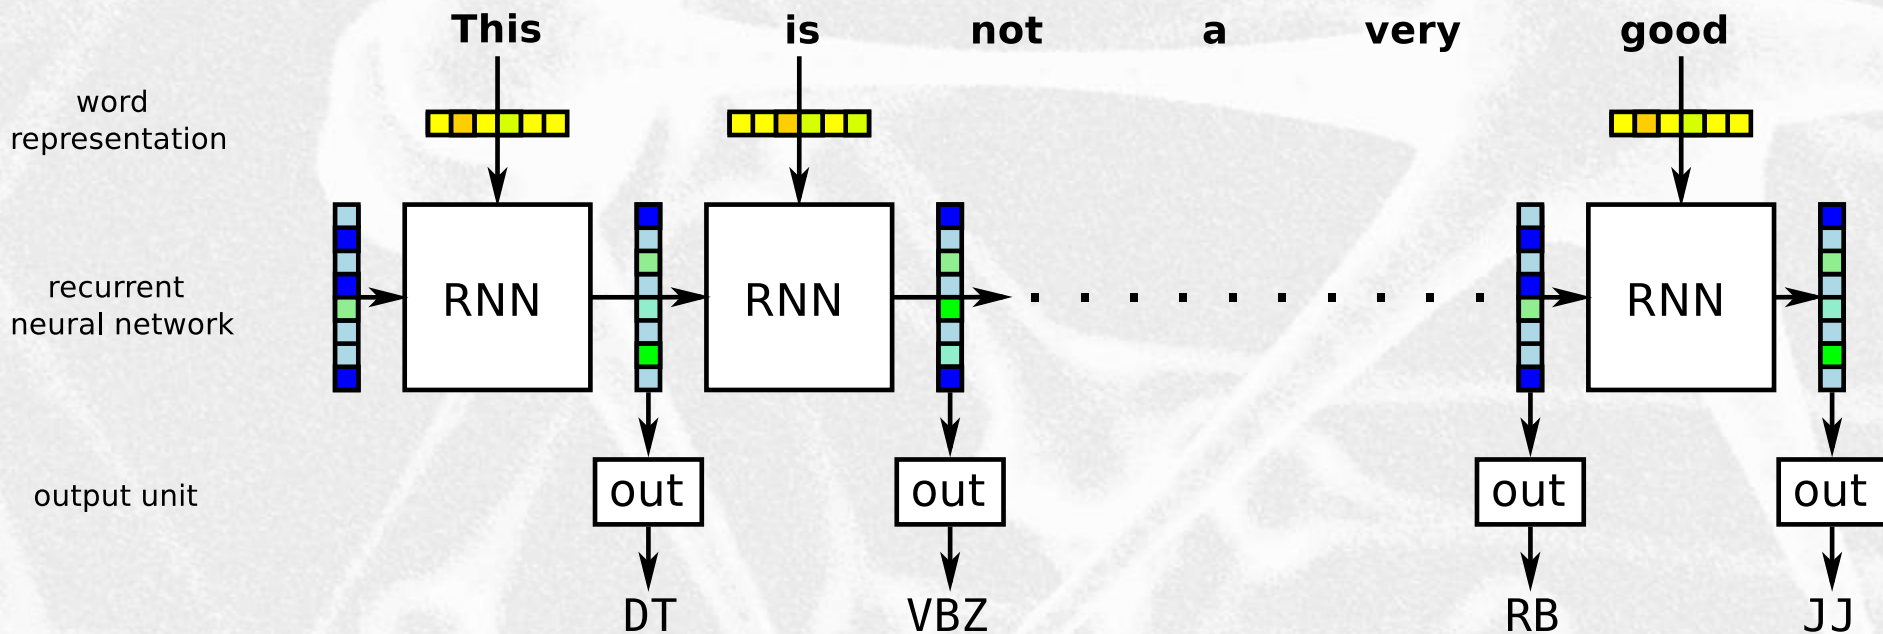 This is not a very good
word
representation
recurrent
neural network
RNN RNN RNN
output unit
out out out out
DT VBZ RB JJ